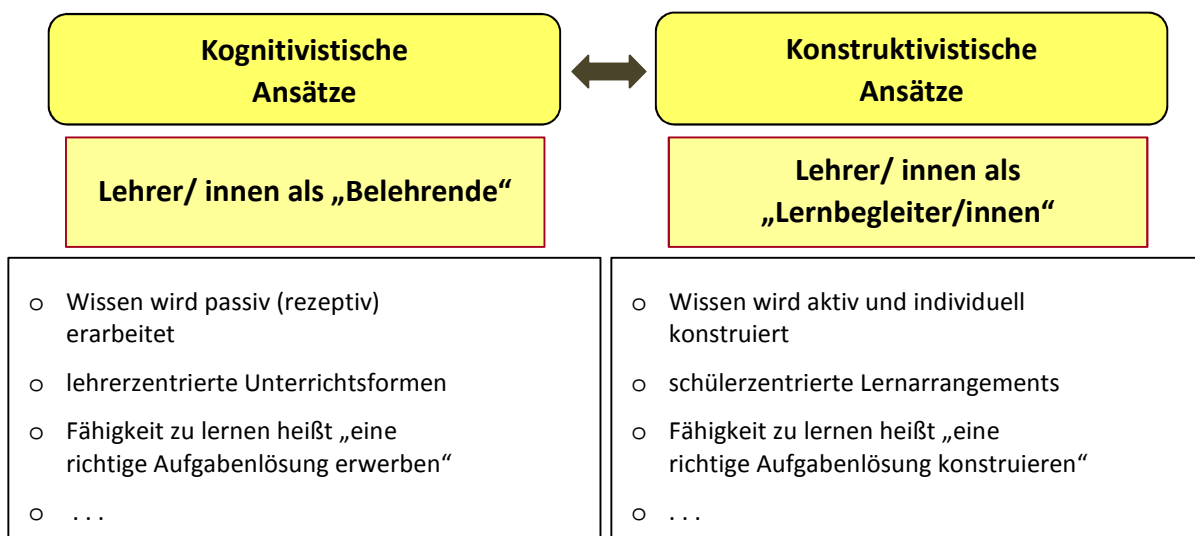 Kognitivistische
Ansätze
Konstruktivistische
Ansätze
Lehrer/ innen als „Belehrende“
Lehrer/ innen als
„Lernbegleiter/innen“
o Wissen wird passiv (rezeptiv)
erarbeitet
o lehrerzentrierte Unterrichtsformen
o Fähigkeit zu lernen heißt „eine
richtige Aufgabenlösung erwerben“
o . . .
o Wissen wird aktiv und individuell
konstruiert
o schülerzentrierte Lernarrangements
o Fähigkeit zu lernen heißt „eine
richtige Aufgabenlösung konstruieren“
o . . .